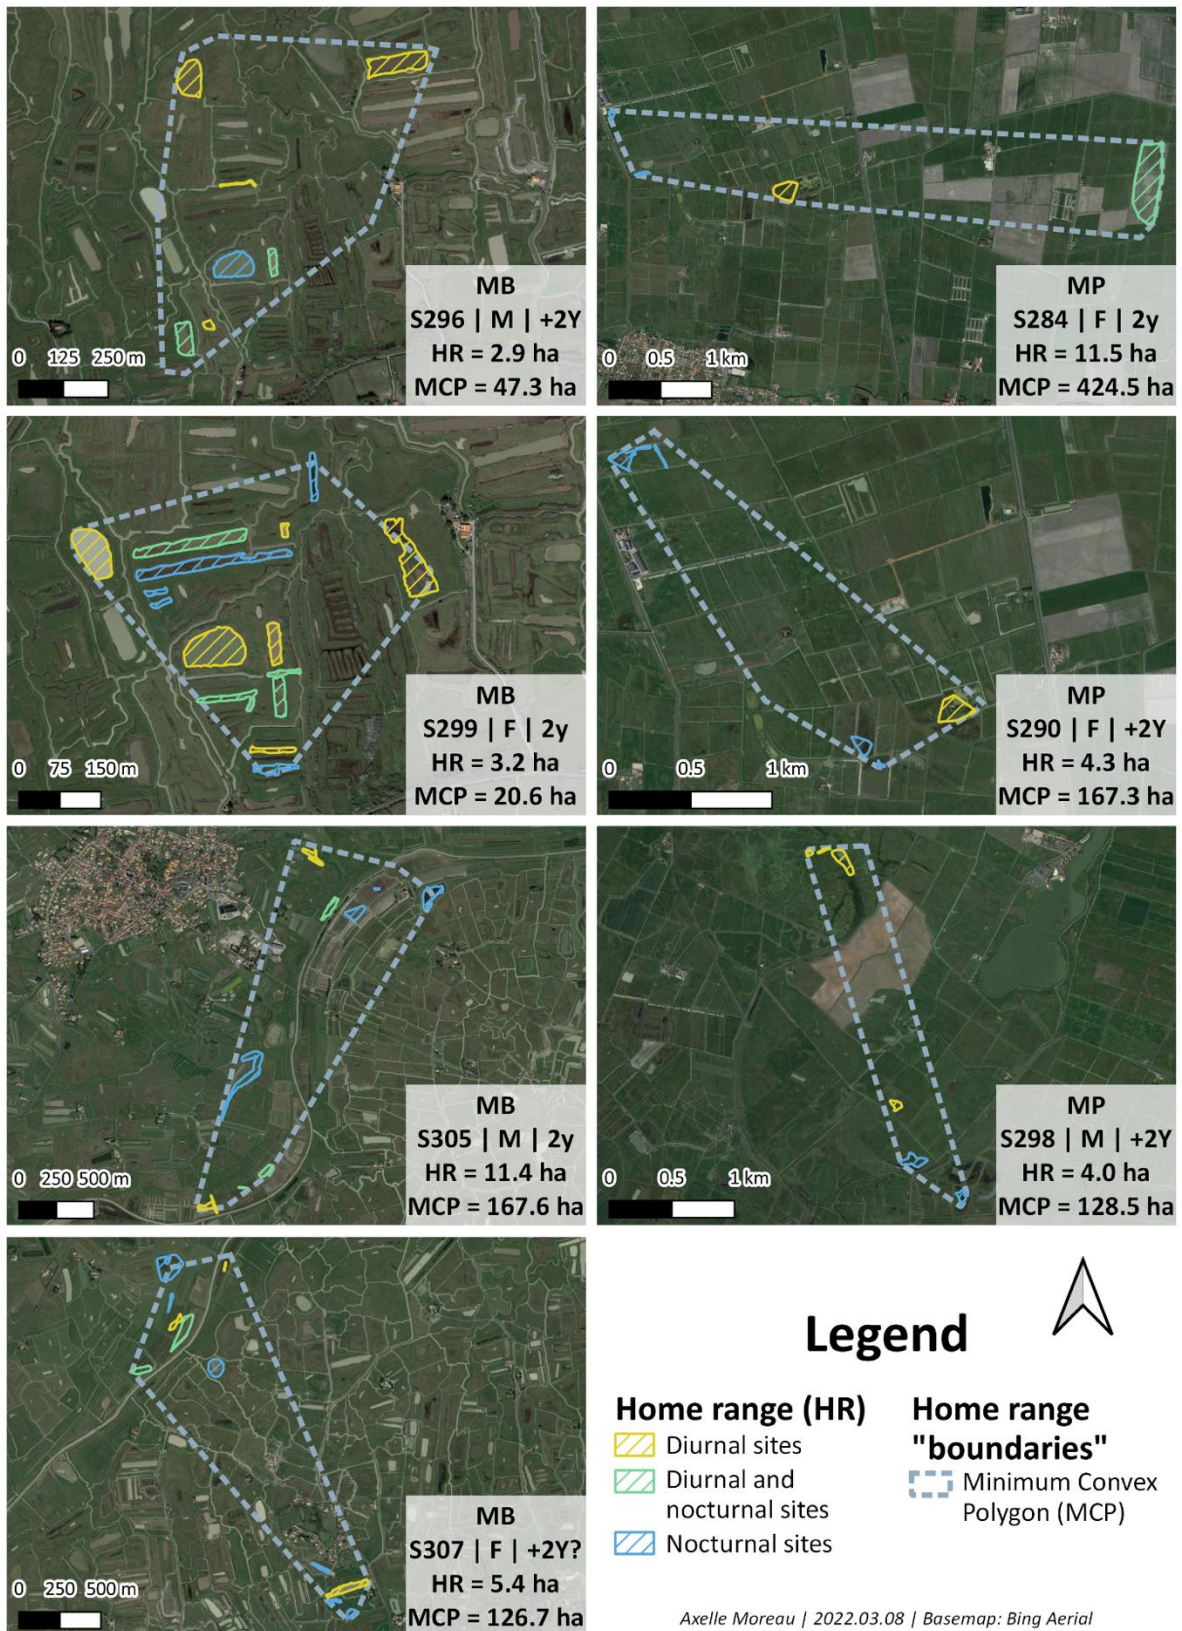 MB
S296 | M | +2Y
HR = 2.9 ha
MCP = 47.3 ha
0 125 250 m
MP
S284 | F | 2y
HR = 11.5 ha
MCP = 424.5 ha
0 0.5 1 km
MB
S299 | F | 2y
HR = 3.2 ha
MCP = 20.6 ha
0 75 150 m
MP
S290 | F | +2Y
HR = 4.3 ha
MCP = 167.3 ha
0 0.5 1 km
MB
S305 | M | 2y
HR = 11.4 ha
MCP = 167.6 ha
0 250 500 m
MP
S298 | M | +2Y
HR = 4.0 ha
MCP = 128.5 ha
0 0.5 1 km
MB
S307 | F | +2Y?
HR = 5.4 ha
MCP = 126.7 ha
0 250 500 m
Legend
Home range (HR)
Diurnal sites
Diurnal and
nocturnal sites
Nocturnal sites
Home range
"boundaries"
Minimum Convex
Polygon (MCP)
Axelle Moreau | 2022.03.08 | Basemap: Bing Aerial